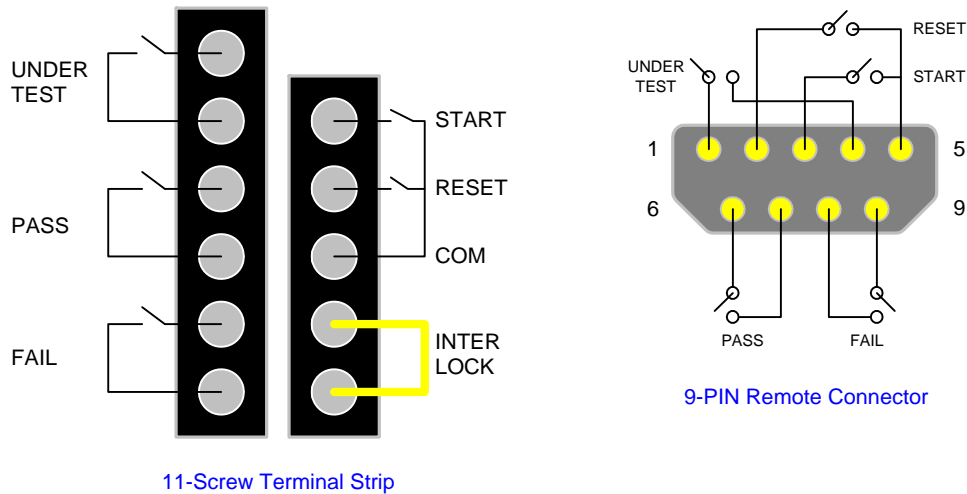 UNDER
TEST
PASS
FAIL
START
RESET
COM
INTER
LOCK
11-Screw Terminal Strip
RESET
START
UNDER
TEST
1
5
6
9
PASS
FAIL
9-PIN Remote Connector